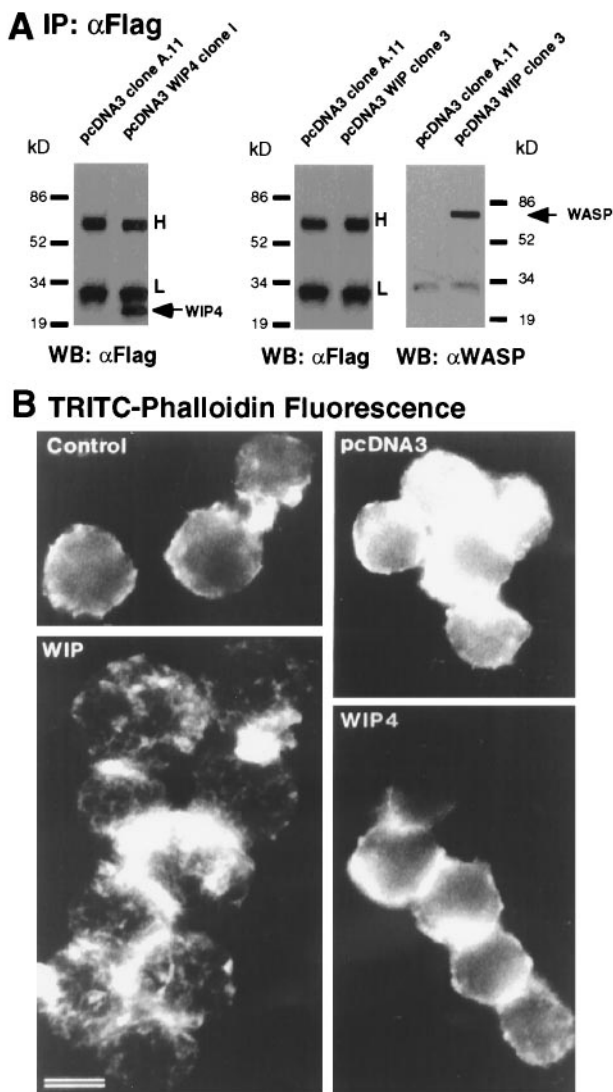 A IP: αFlag
pcDNA3 clone A.11
pcDNA3 WIP4 clone I
kD
86
52
34
19
H
L
WIP4
WB: αFlag
pcDNA3 clone A.11
pcDNA3 WIP clone 3
kD
86
52
34
19
H
L
WB: αFlag
pcDNA3 clone A.11
pcDNA3 WIP clone 3
kD
86
52
34
19
WASP
WB: αWASP
B TRITC-Phalloidin Fluorescence
Control
pcDNA3
WIP
WIP4